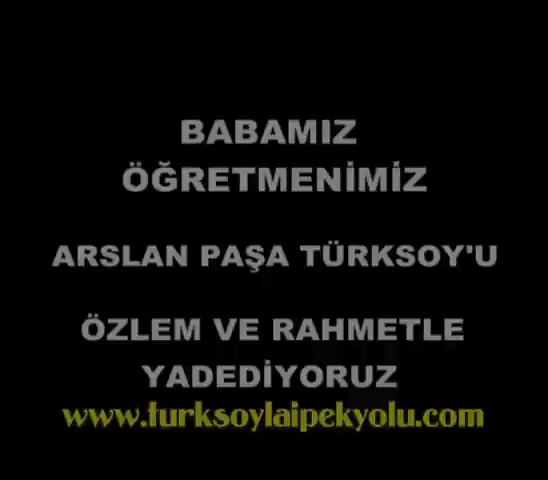 BABAMIZ
ÖĞRETMENİMİZ
ARSLAN PAŞA TÜRKSOY'U
ÖZLEM VE RAHMETLE
YADEDİYORUZ
www.turksoylaipekyolu.com